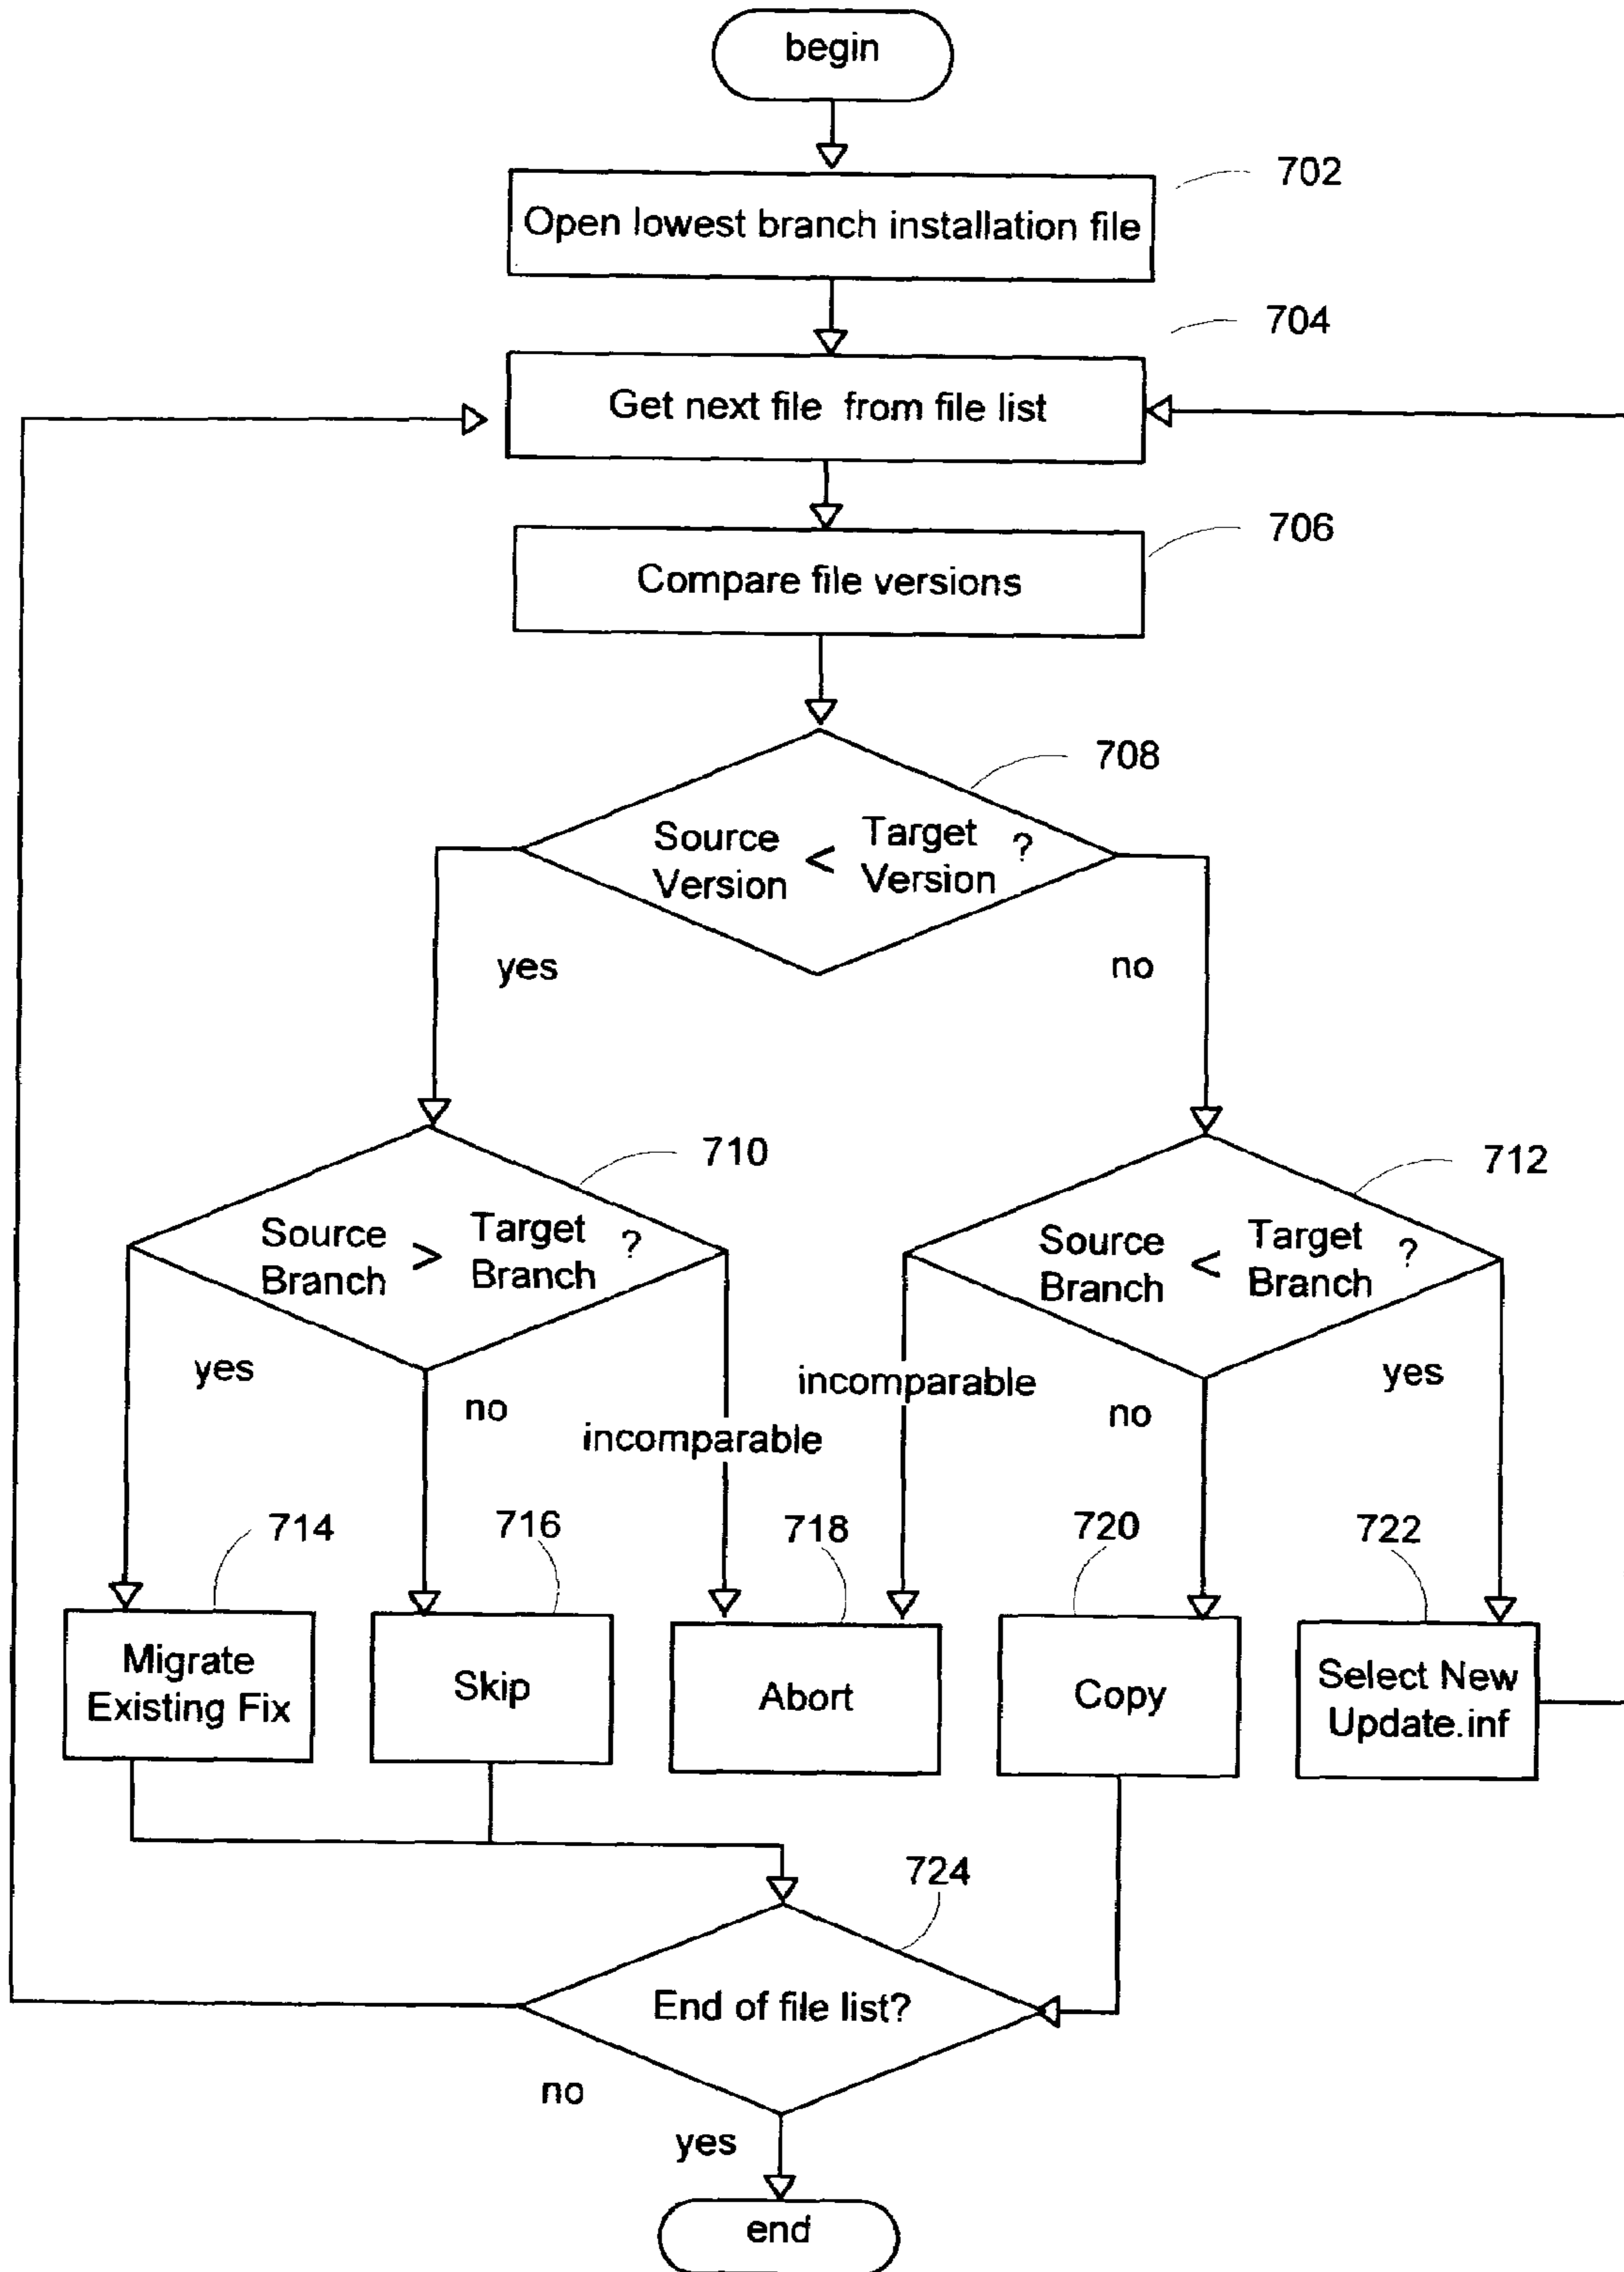 begin
702
Open lowest branch installation file
704
Get next file from file list
706
Compare file versions
708
Source Version < Target Version ?
yes
no
710
Source Branch > Target Branch ?
712
Source Branch < Target Branch ?
yes
no
incomparable
incomparable
no
yes
714
Migrate
Existing Fix
716
Skip
718
Abort
720
Copy
722
Select New
Update.inf
724
End of file list?
no
yes
end